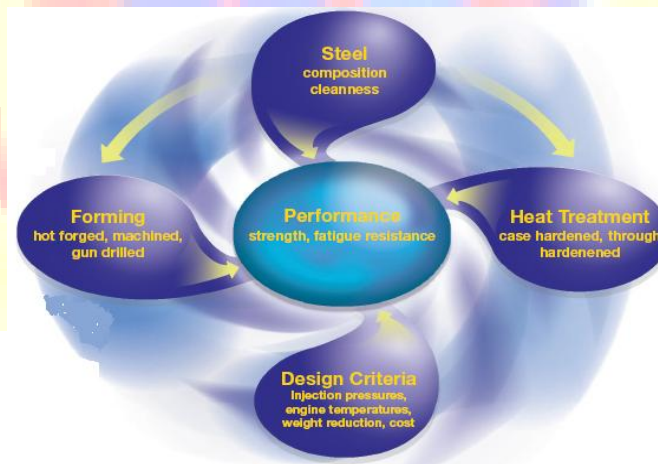 Steel
composition
cleanness
Forming
hot forged, machined,
gun drilled
Performance
strength, fatigue resistance
Heat Treatment
case hardened, through
hardenened
Design Criteria
Injection pressures,
engine temperatures,
weight reduction, cost